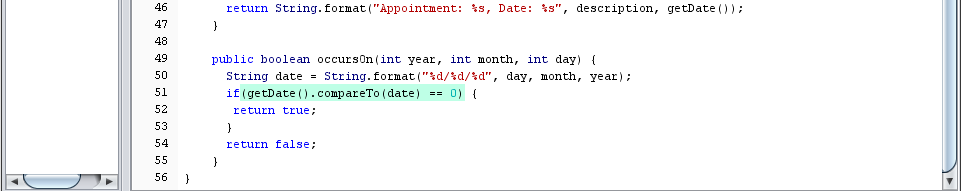 46 return String.format("Appointment: %s, Date: %s", description, getDate());
47 }
48
49 public boolean occursOn(int year, int month, int day) {
50 String date = String.format("%d/%d/%d", day, month, year);
51 if(getDate().compareTo(date) == 0) {
52 return true;
53 }
54 return false;
55 }
56 }